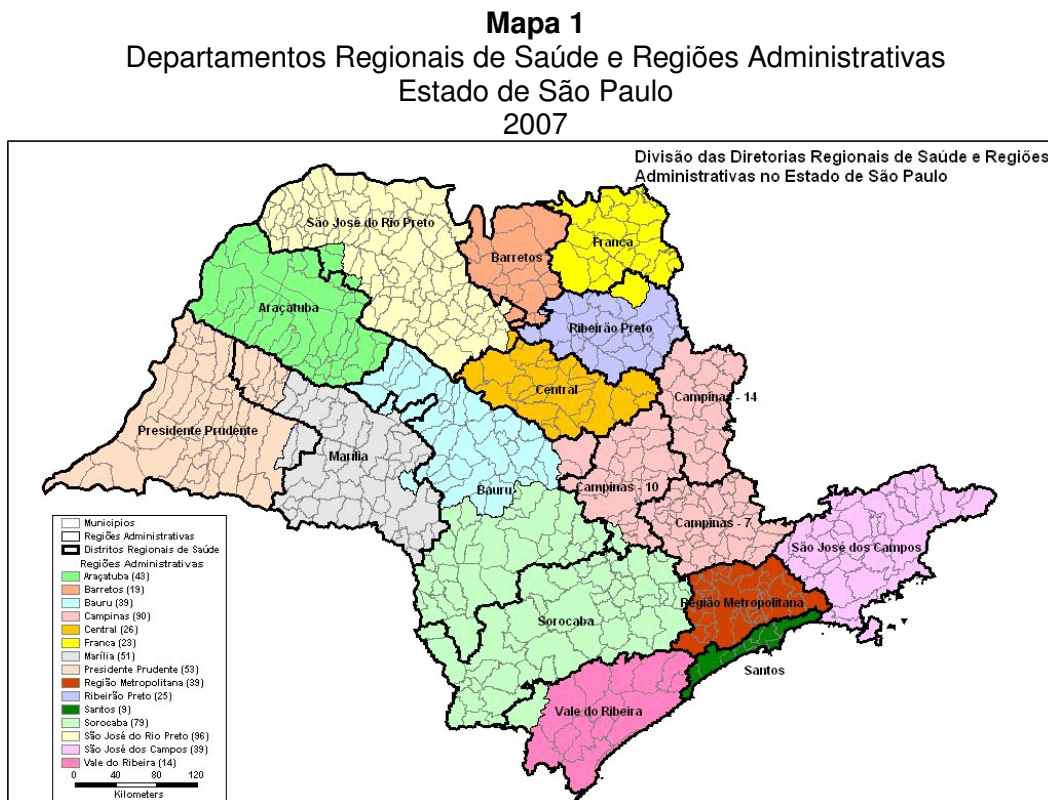 Mapa 1
Departamentos Regionais de Saúde e Regiões Administrativas
Estado de São Paulo
2007
Divisão das Diretorias Regionais de Saúde e Regiões
Administrativas no Estado de São Paulo
São José do Rio Preto
Franca
Barretos
Araçatuba
Ribeirão Preto
Central
Campinas - 14
Presidente Prudente
Marília
Bauru
Campinas - 10
Campinas - 7
São José dos Campos
Região Metropolitana
Sorocaba
Santos
Vale do Ribeira
Municipios
Regiões Administrativas
Distritos Regionais de Saúde
Regiões Administrativas
Araçatuba (43)
Barretos (19)
Bauru (39)
Campinas (90)
Central (26)
Franca (23)
Marília (51)
Presidente Prudente (53)
Região Metropolitana (39)
Ribeirão Preto (25)
Santos (9)
Sorocaba (79)
São José do Rio Preto (96)
São José dos Campos (39)
Vale do Ribeira (14)
0 40 80 120
Kilometers